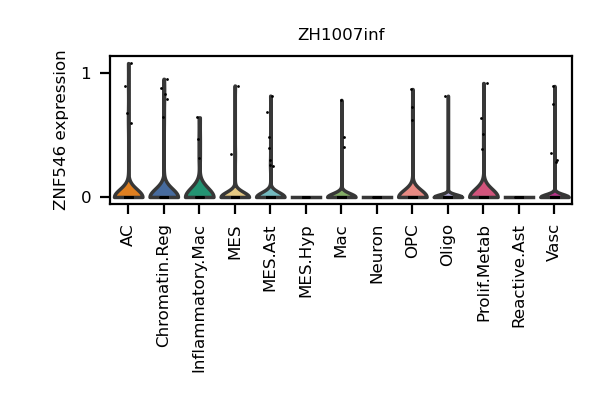 ZH1007inf
ZNF546 expression
1
0
AC
Chromatin.Reg
Inflammatory.Mac
MES
MES.Ast
MES.Hyp
Mac
Neuron
OPC
Oligo
Prolif.Metab
Reactive.Ast
Vasc